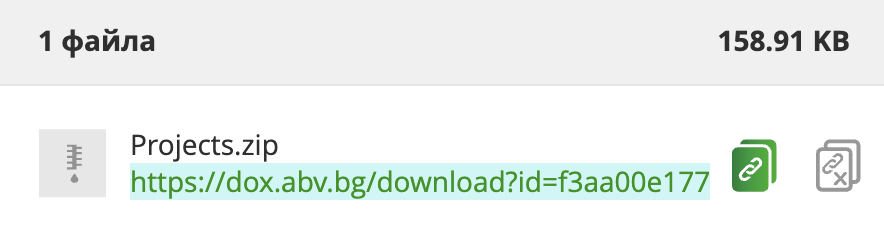 1 файла 158.91 KB
Projects.zip
https://dox.abv.bg/download?id=f3aa00e177